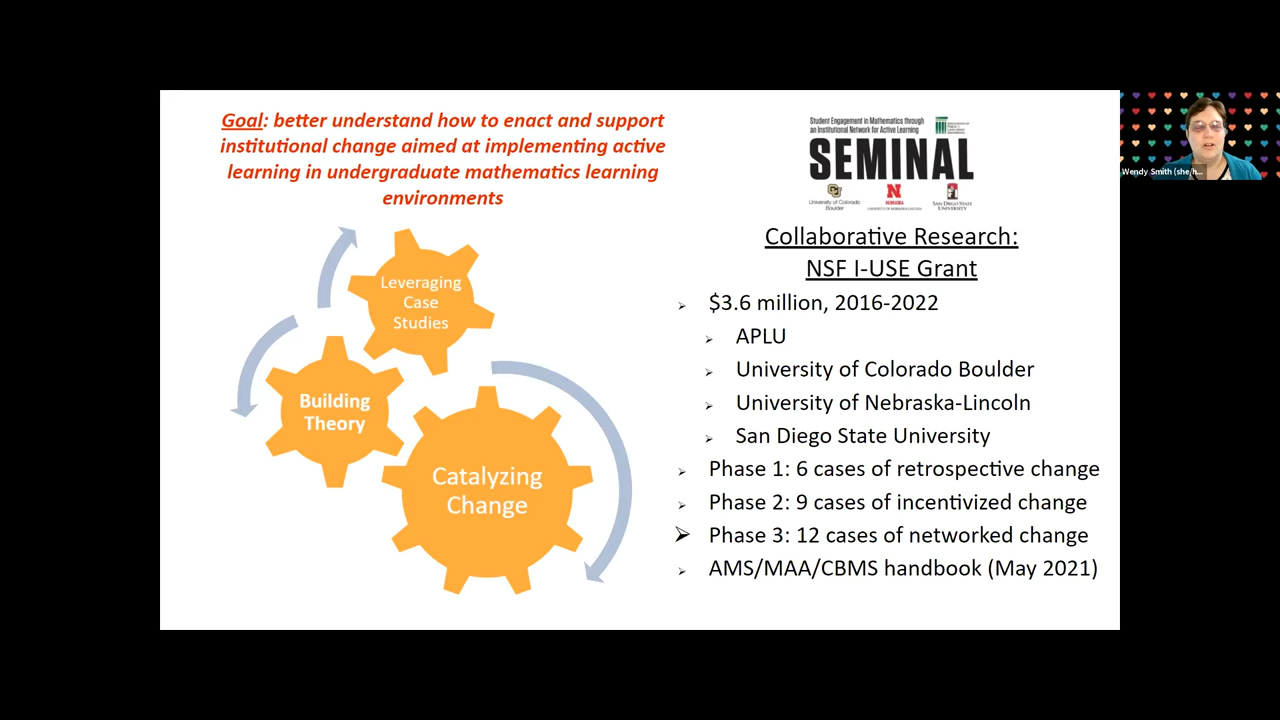 Goal: better understand how to enact and support
institutional change aimed at implementing active
learning in undergraduate mathematics learning
environments
Leveraging
Case
Studies
Building
Theory
Catalyzing
Change
Student Engagement in Mathematics through
an Institutional Network for Active Learning
SEMINAL
University of Colorado
Boulder
N
NEBRASKA
UNIVERSITY OF NEBRASKA-LINCOLN
SAN DIEGO STATE
UNIVERSITY
Collaborative Research:
NSF I-USE Grant
➢ $3.6 million, 2016-2022
➢ APLU
➢ University of Colorado Boulder
➢ University of Nebraska-Lincoln
➢ San Diego State University
➢ Phase 1: 6 cases of retrospective change
➢ Phase 2: 9 cases of incentivized change
➢ Phase 3: 12 cases of networked change
➢ AMS/MAA/CBMS handbook (May 2021)
Wendy Smith (she/h...